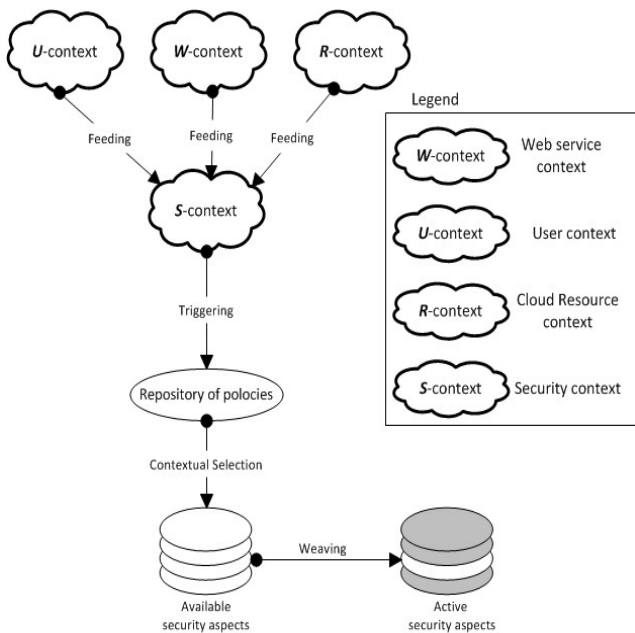 U-context
W-context
R-context
Feeding
Feeding
Feeding
S-context
Triggering
Repository of polocies
Contextual Selection
Weaving
Available
security aspects
Active
security aspects
Legend
W-context
Web service
context
U-context
User context
R-context
Cloud Resource
context
S-context
Security context